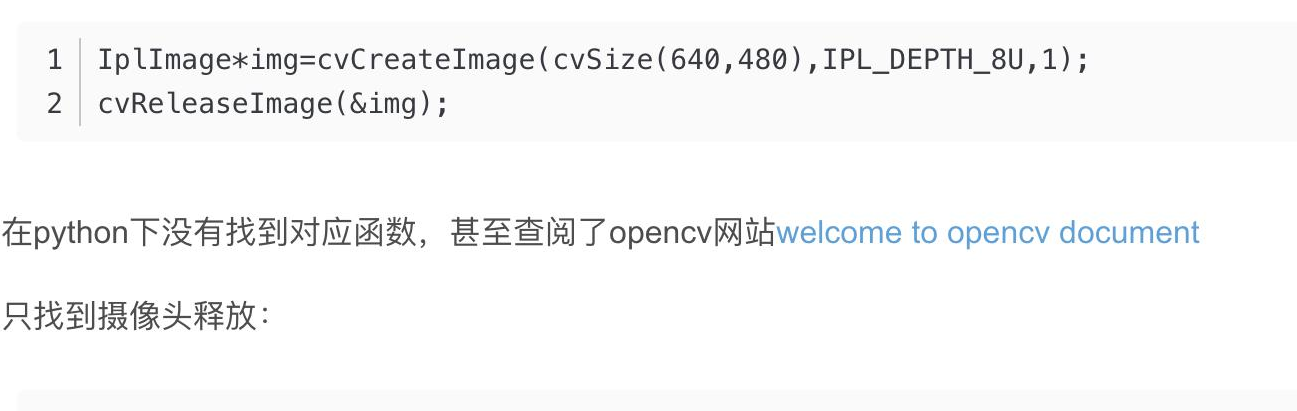 1 IplImage*img=cvCreateImage(cvSize(640,480),IPL_DEPTH_8U,1);
2 cvReleaseImage(&img);
在python下没有找到对应函数，甚至查阅了opencv网站welcome to opencv document
只找到摄像头释放：